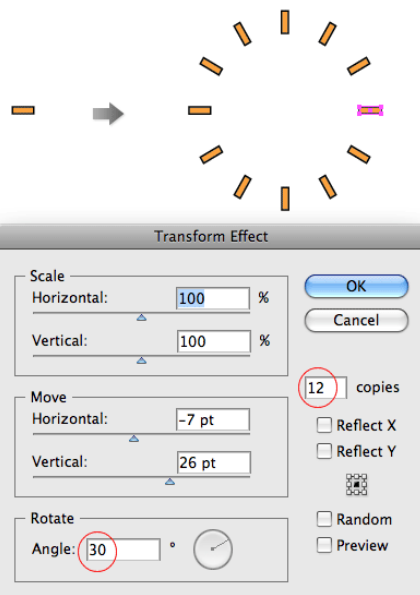 Transform Effect
Scale
Horizontal: 100 %
Vertical: 100 %
Move
Horizontal: -7 pt
Vertical: 26 pt
Rotate
Angle: 30 °
OK
Cancel
12 copies
Reflect X
Reflect Y
Random
Preview